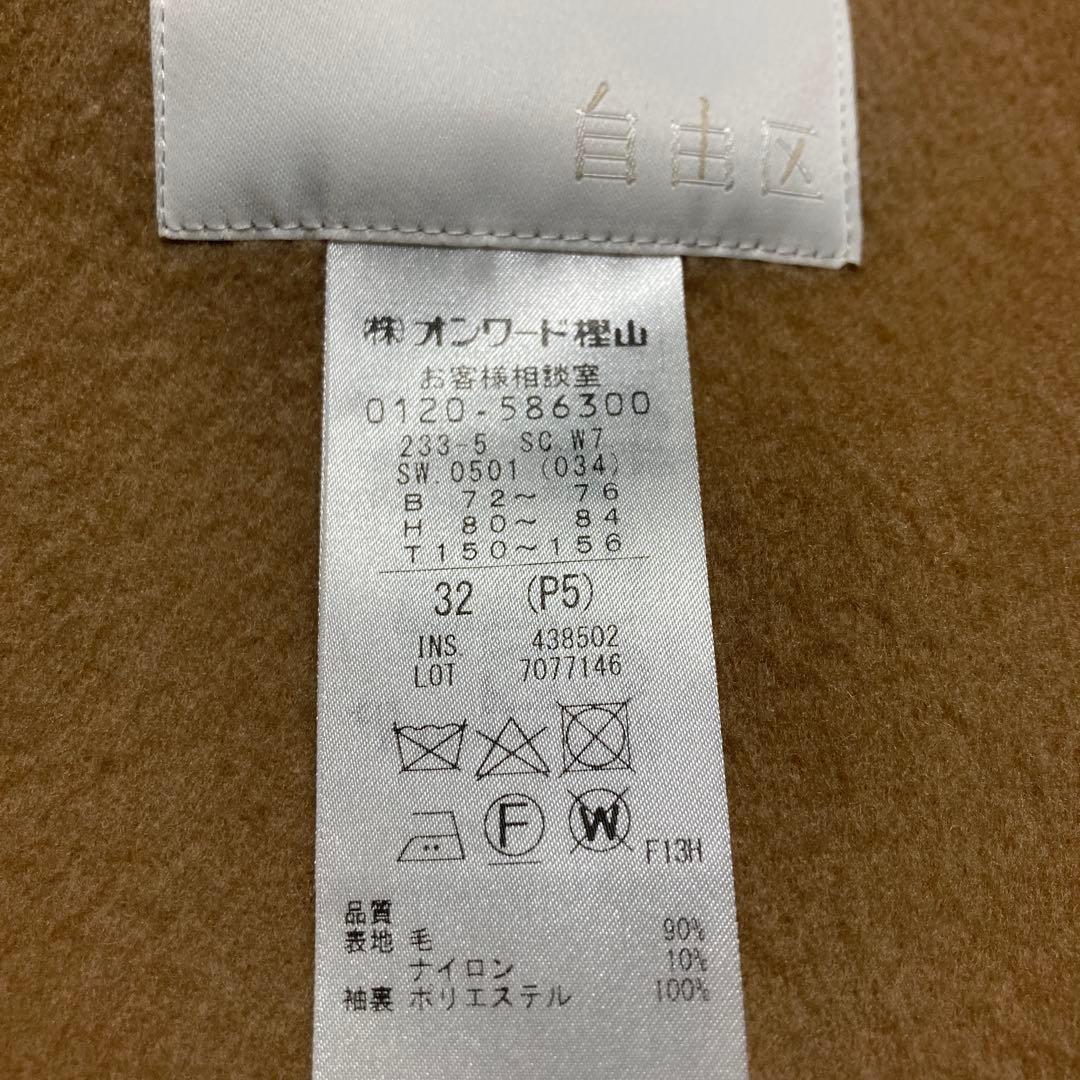 自由区
㈱オンワード樫山
お客様相談室
0120-586300
233-5 SC W7
SW.0501 (034)
B 72～ 76
H 80～ 84
T150～156
32 (P5)
INS 438502
LOT 7077146
F W F13H
品質
表地 毛 90%
ナイロン 10%
袖裏 ポリエステル 100%